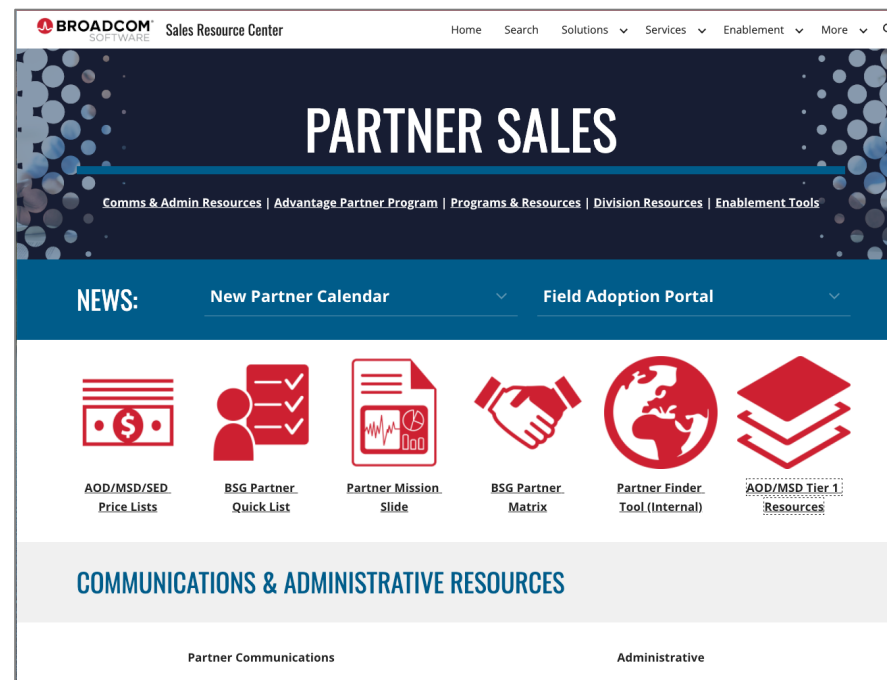 BROADCOM SOFTWARE Sales Resource Center Home Search Solutions Services Enablement More
PARTNER SALES
Comms & Admin Resources | Advantage Partner Program | Programs & Resources | Division Resources | Enablement Tools
NEWS: New Partner Calendar Field Adoption Portal
AOD/MSD/SED
Price Lists
BSG Partner
Quick List
Partner Mission
Slide
BSG Partner
Matrix
Partner Finder
Tool (Internal)
AOD/MSD Tier 1
Resources
COMMUNICATIONS & ADMINISTRATIVE RESOURCES
Partner Communications Administrative